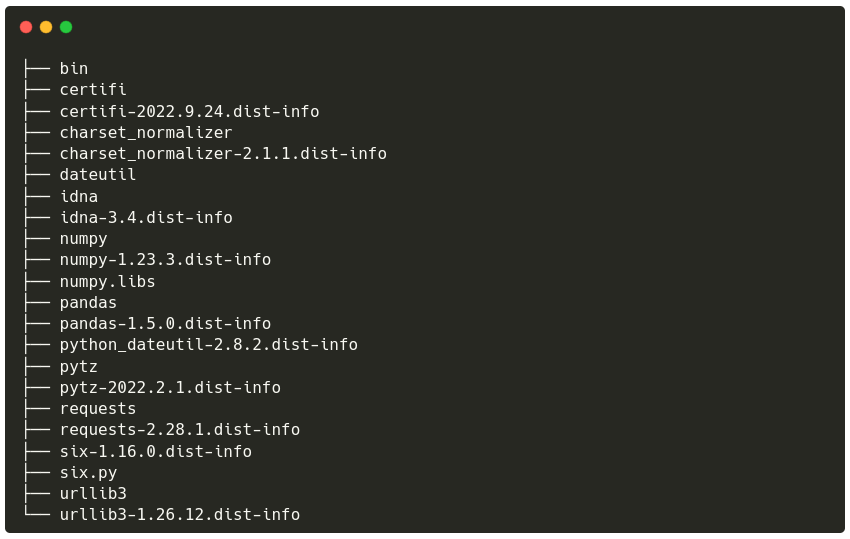 ├── bin
├── certifi
├── certifi-2022.9.24.dist-info
├── charset_normalizer
├── charset_normalizer-2.1.1.dist-info
├── dateutil
├── idna
├── idna-3.4.dist-info
├── numpy
├── numpy-1.23.3.dist-info
├── numpy.libs
├── pandas
├── pandas-1.5.0.dist-info
├── python_dateutil-2.8.2.dist-info
├── pytz
├── pytz-2022.2.1.dist-info
├── requests
├── requests-2.28.1.dist-info
├── six-1.16.0.dist-info
├── six.py
├── urllib3
└── urllib3-1.26.12.dist-info